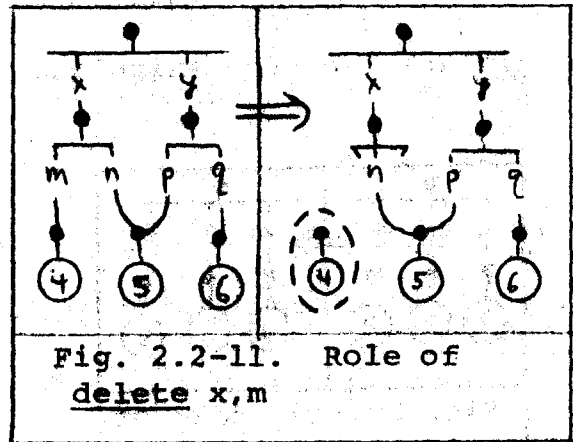 x y
m n p q
4 5 6
x y
n p q
4 5 6
Fig. 2.2-11. Role of
delete x,m